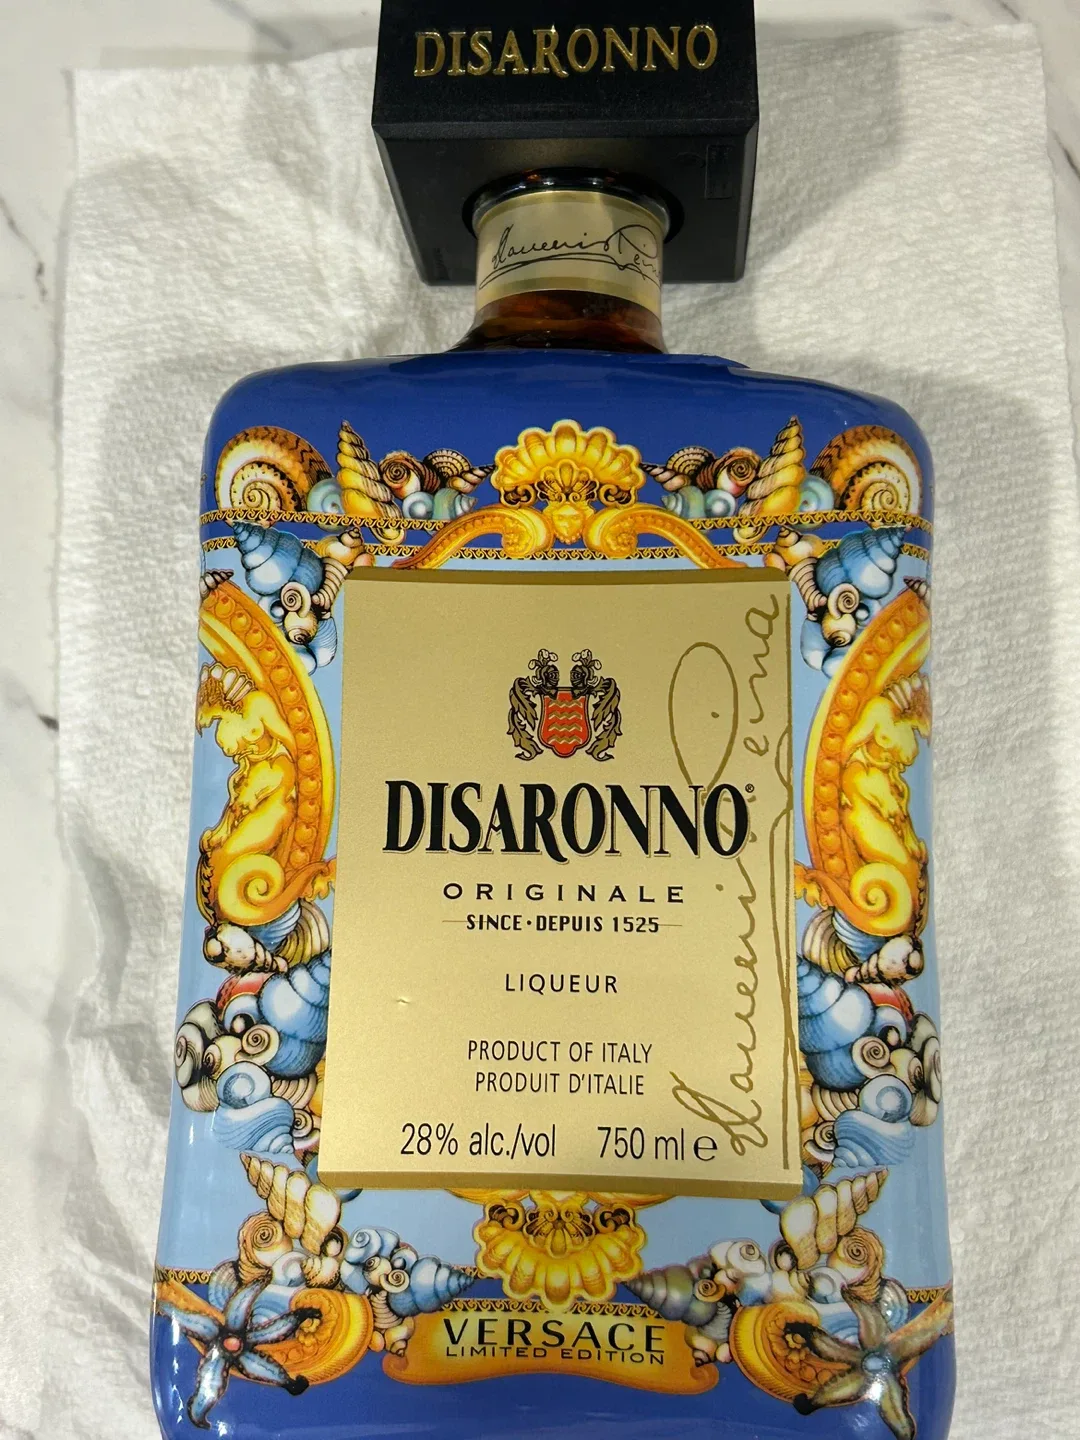 DISARONNO
DISARONNO®
ORIGINALE
SINCE·DEPUIS 1525
LIQUEUR
PRODUCT OF ITALY
PRODUIT D'ITALIE
28% alc./vol 750 ml e
VERSACE
LIMITED EDITION